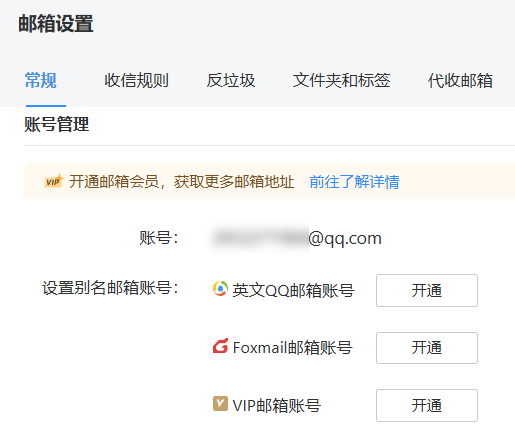 邮箱设置
常规 收信规则 反垃圾 文件夹和标签 代收邮箱
账号管理
VIP 开通邮箱会员，获取更多邮箱地址 前往了解详情
账号： @qq.com
设置别名邮箱账号： 英文QQ邮箱账号 开通
Foxmail邮箱账号 开通
VIP邮箱账号 开通